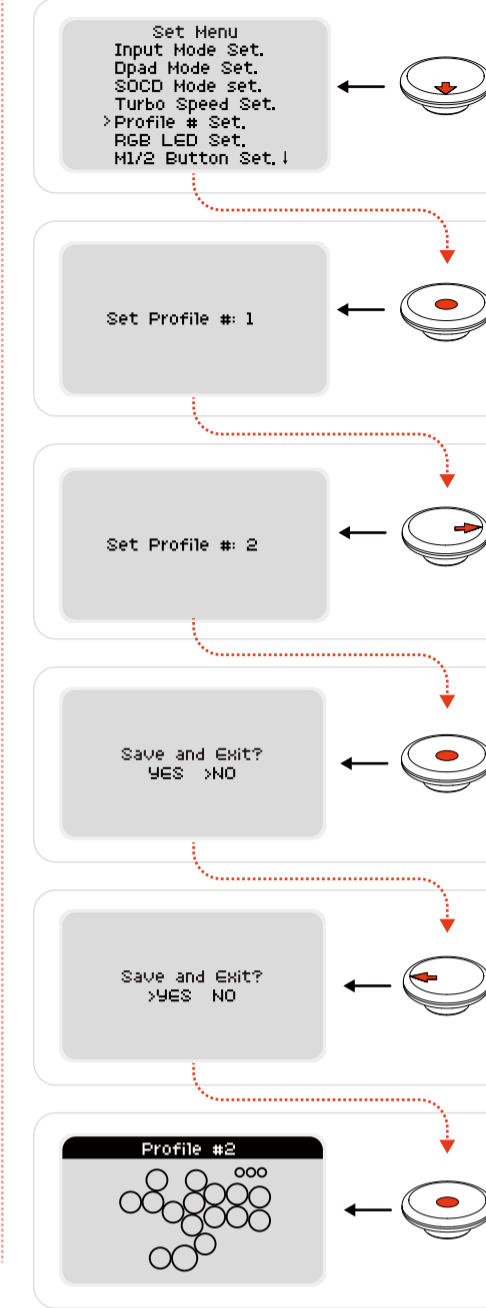 Set Menu
Input Mode Set.
Dpad Mode Set.
SOCD Mode set.
Turbo Speed Set.
>Profile # Set.
RGB LED Set.
M1/2 Button Set.↓
Set Profile #: 1
Set Profile #: 2
Save and Exit?
YES >NO
Save and Exit?
>YES NO
Profile #2